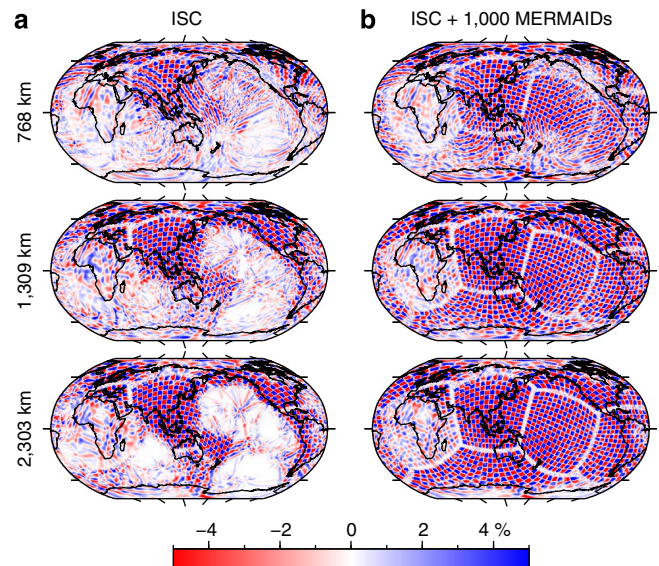 a
ISC
b
ISC + 1,000 MERMAIDs
768 km
1,309 km
2,303 km
−4 −2 0 2 4 %